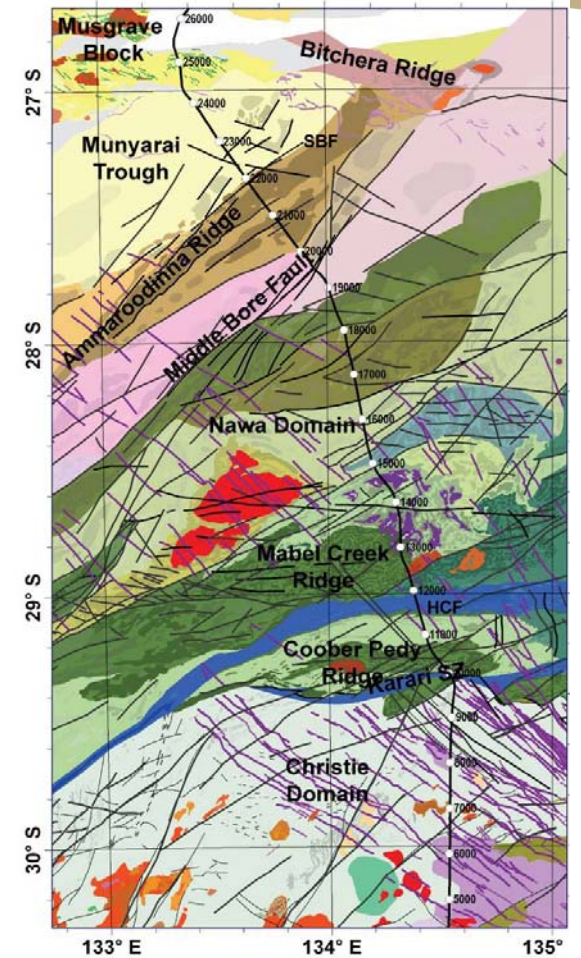 26000
Musgrave
Block
25000
Bitchera Ridge
27° S
24000
Munyarai
Trough
23000
SBF
22000
21000
Ammaroodinna Ridge
20000
Middle Bore Fault
19000
28° S
18000
17000
16000
Nawa Domain
15000
14000
13000
Mabel Creek
Ridge
29° S
12000
HCF
11000
Coober Pedy
Ridge
Karari SZ
10000
9000
Christie
Domain
8000
7000
30° S
6000
5000
133° E
134° E
135°